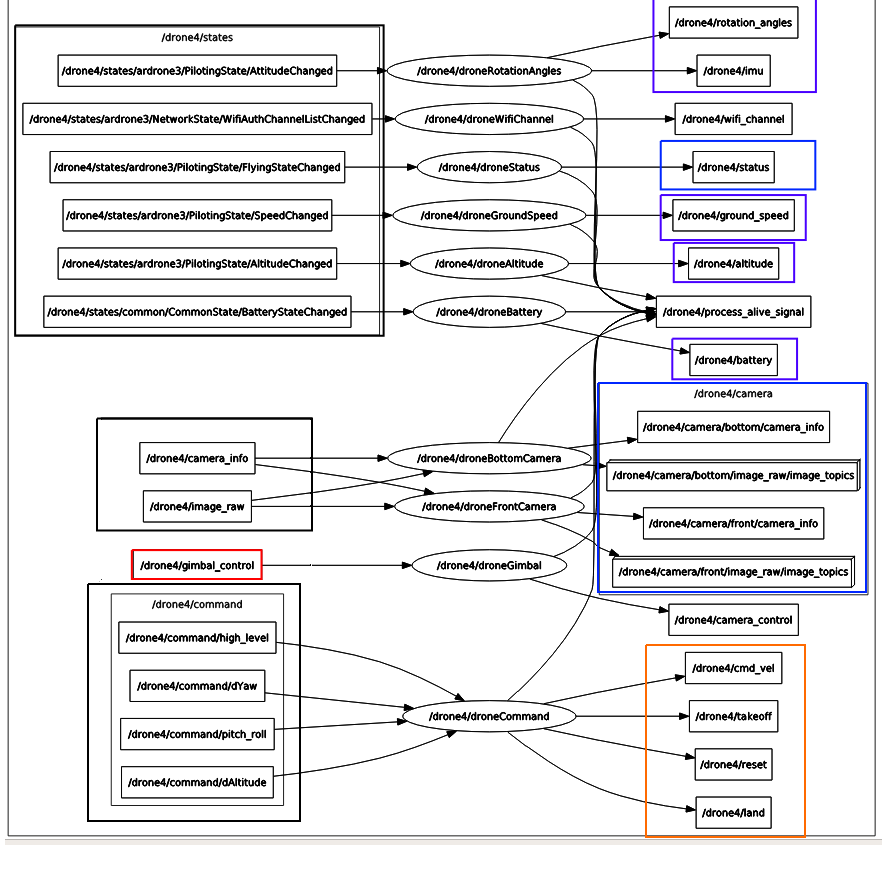 /drone4/rotation_angles
/drone4/states
/drone4/states/ardrone3/PilotingState/AttitudeChanged
/drone4/droneRotationAngles
/drone4/imu
/drone4/states/ardrone3/NetworkState/WifiAuthChannelListChanged
/drone4/droneWifiChannel
/drone4/wifi_channel
/drone4/states/ardrone3/PilotingState/FlyingStateChanged
/drone4/droneStatus
/drone4/status
/drone4/states/ardrone3/PilotingState/SpeedChanged
/drone4/droneGroundSpeed
/drone4/ground_speed
/drone4/states/ardrone3/PilotingState/AltitudeChanged
/drone4/droneAltitude
/drone4/altitude
/drone4/states/common/CommonState/BatteryStateChanged
/drone4/droneBattery
/drone4/process_alive_signal
/drone4/battery
/drone4/camera
/drone4/camera/bottom/camera_info
/drone4/camera_info
/drone4/droneBottomCamera
/drone4/camera/bottom/image_raw/image_topics
/drone4/image_raw
/drone4/droneFrontCamera
/drone4/camera/front/camera_info
/drone4/gimbal_control
/drone4/droneGimbal
/drone4/camera/front/image_raw/image_topics
/drone4/command
/drone4/camera_control
/drone4/command/high_level
/drone4/cmd_vel
/drone4/command/dYaw
/drone4/droneCommand
/drone4/takeoff
/drone4/command/pitch_roll
/drone4/reset
/drone4/command/dAltitude
/drone4/land